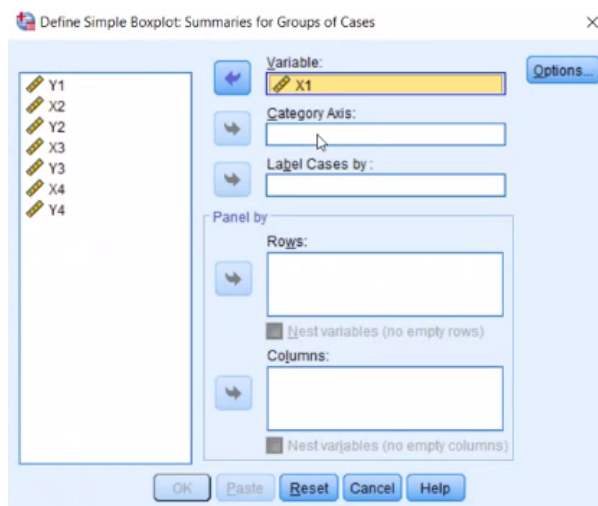 Define Simple Boxplot: Summaries for Groups of Cases
Variable:
X1
Options...
Y1
X2
Y2
X3
Y3
X4
Y4
Category Axis:
Label Cases by :
Panel by
Rows:
Nest variables (no empty rows)
Columns:
Nest variables (no empty columns)
OK Paste Reset Cancel Help